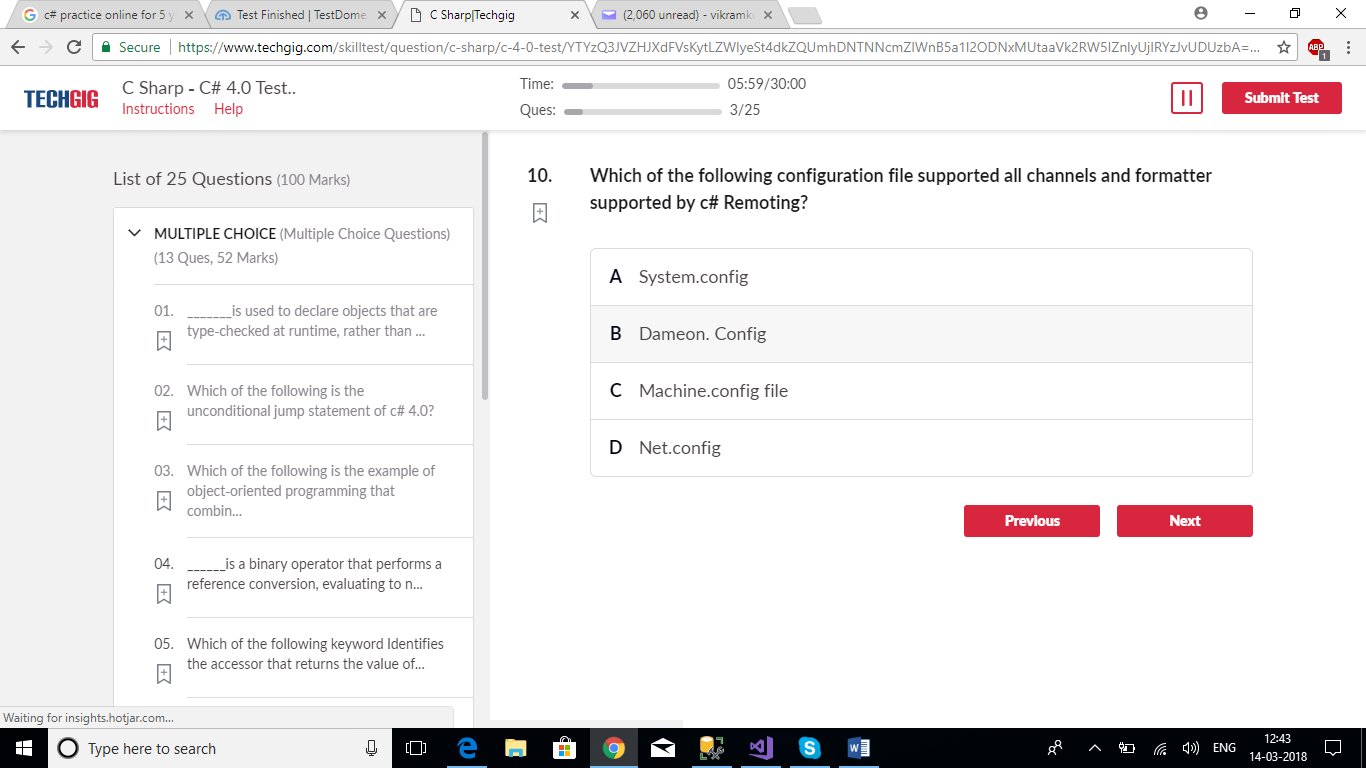 c# practice online for 5 y
Test Finished | TestDome
C Sharp|Techgig
(2,060 unread) - vikramk
Secure
https://www.techgig.com/skilltest/question/c-sharp/c-4-0-test/
ABP
1
TECHGIG
C Sharp - C# 4.0 Test..
Instructions Help
Time: 05:59/30:00
Ques: 3/25
Submit Test
List of 25 Questions (100 Marks)
MULTIPLE CHOICE (Multiple Choice Questions)
(13 Ques, 52 Marks)
01. _______is used to declare objects that are
type-checked at runtime, rather than ...
02. Which of the following is the
unconditional jump statement of c# 4.0?
03. Which of the following is the example of
object-oriented programming that
combin...
04. ______is a binary operator that performs a
reference conversion, evaluating to n...
05. Which of the following keyword Identifies
the accessor that returns the value of...
10. Which of the following configuration file supported all channels and formatter
supported by c# Remoting?
A System.config
B Dameon. Config
C Machine.config file
D Net.config
Previous
Next
Waiting for insights.hotjar.com...
Type here to search
ENG
12:43
14-03-2018